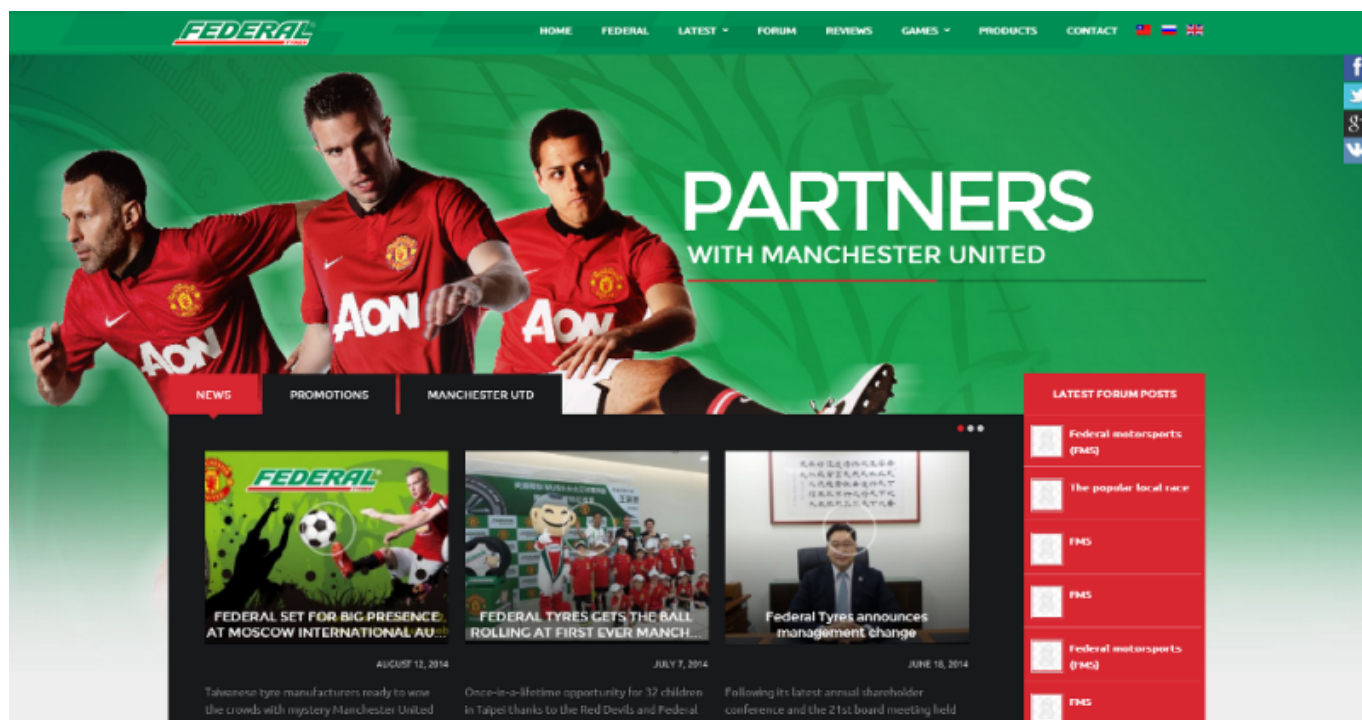 FEDERAL
HOME FEDERAL LATEST FORUM REVIEWS GAMES PRODUCTS CONTACT
PARTNERS
WITH MANCHESTER UNITED
AON
AON
AON
NEWS PROMOTIONS MANCHESTER UTD
FEDERAL
FEDERAL SET FOR BIG PRESENCE
AT MOSCOW INTERNATIONAL AU...
AUGUST 12, 2014
Taiwanese tyre manufacturers ready to wow
the crowds with mystery Manchester United
FEDERAL TYRES GETS THE BALL
ROLLING AT FIRST EVER MANCH...
JULY 7, 2014
Once-in-a-lifetime opportunity for 32 children
in Taipei thanks to the Red Devils and Federal
Federal Tyres announces
management change
JUNE 18, 2014
Following its latest annual shareholder
conference and the 21st board meeting held
LATEST FORUM POSTS
Federal motorsports
(FMS)
The popular local race
FMS
FMS
Federal motorsports
(FMS)
FMS